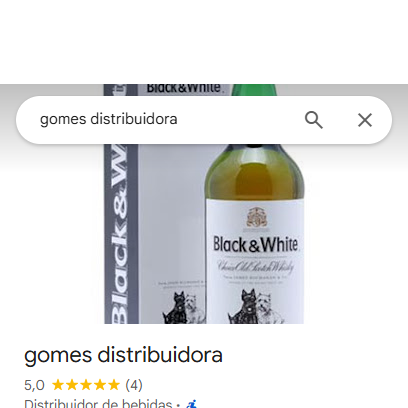 Black&White
gomes distribuidora
Black&W
Black&White
Choice Old Scotch Whisky
gomes distribuidora
5,0 ★★★★★ (4)
Distribuidor de bebidas ·